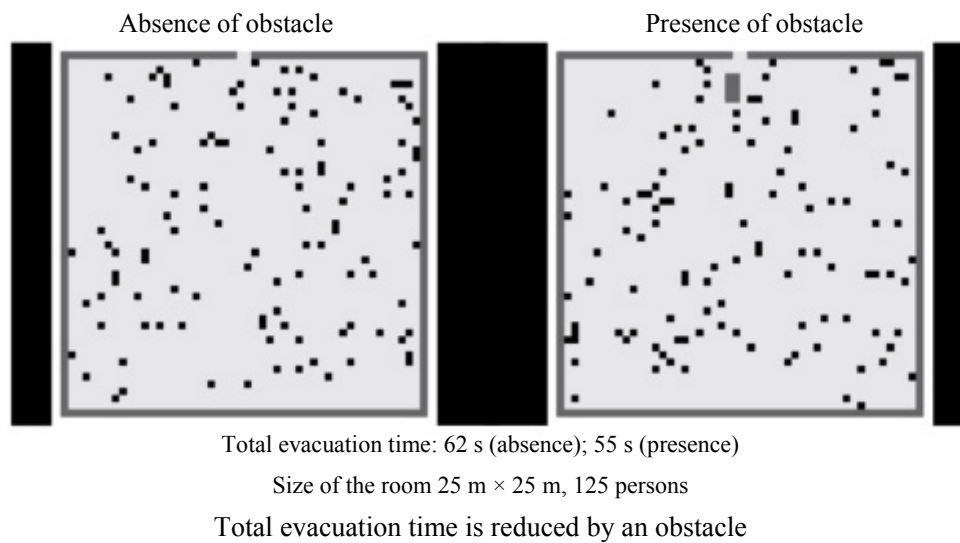 Absence of obstacle
Presence of obstacle
Total evacuation time: 62 s (absence); 55 s (presence)
Size of the room 25 m × 25 m, 125 persons
Total evacuation time is reduced by an obstacle